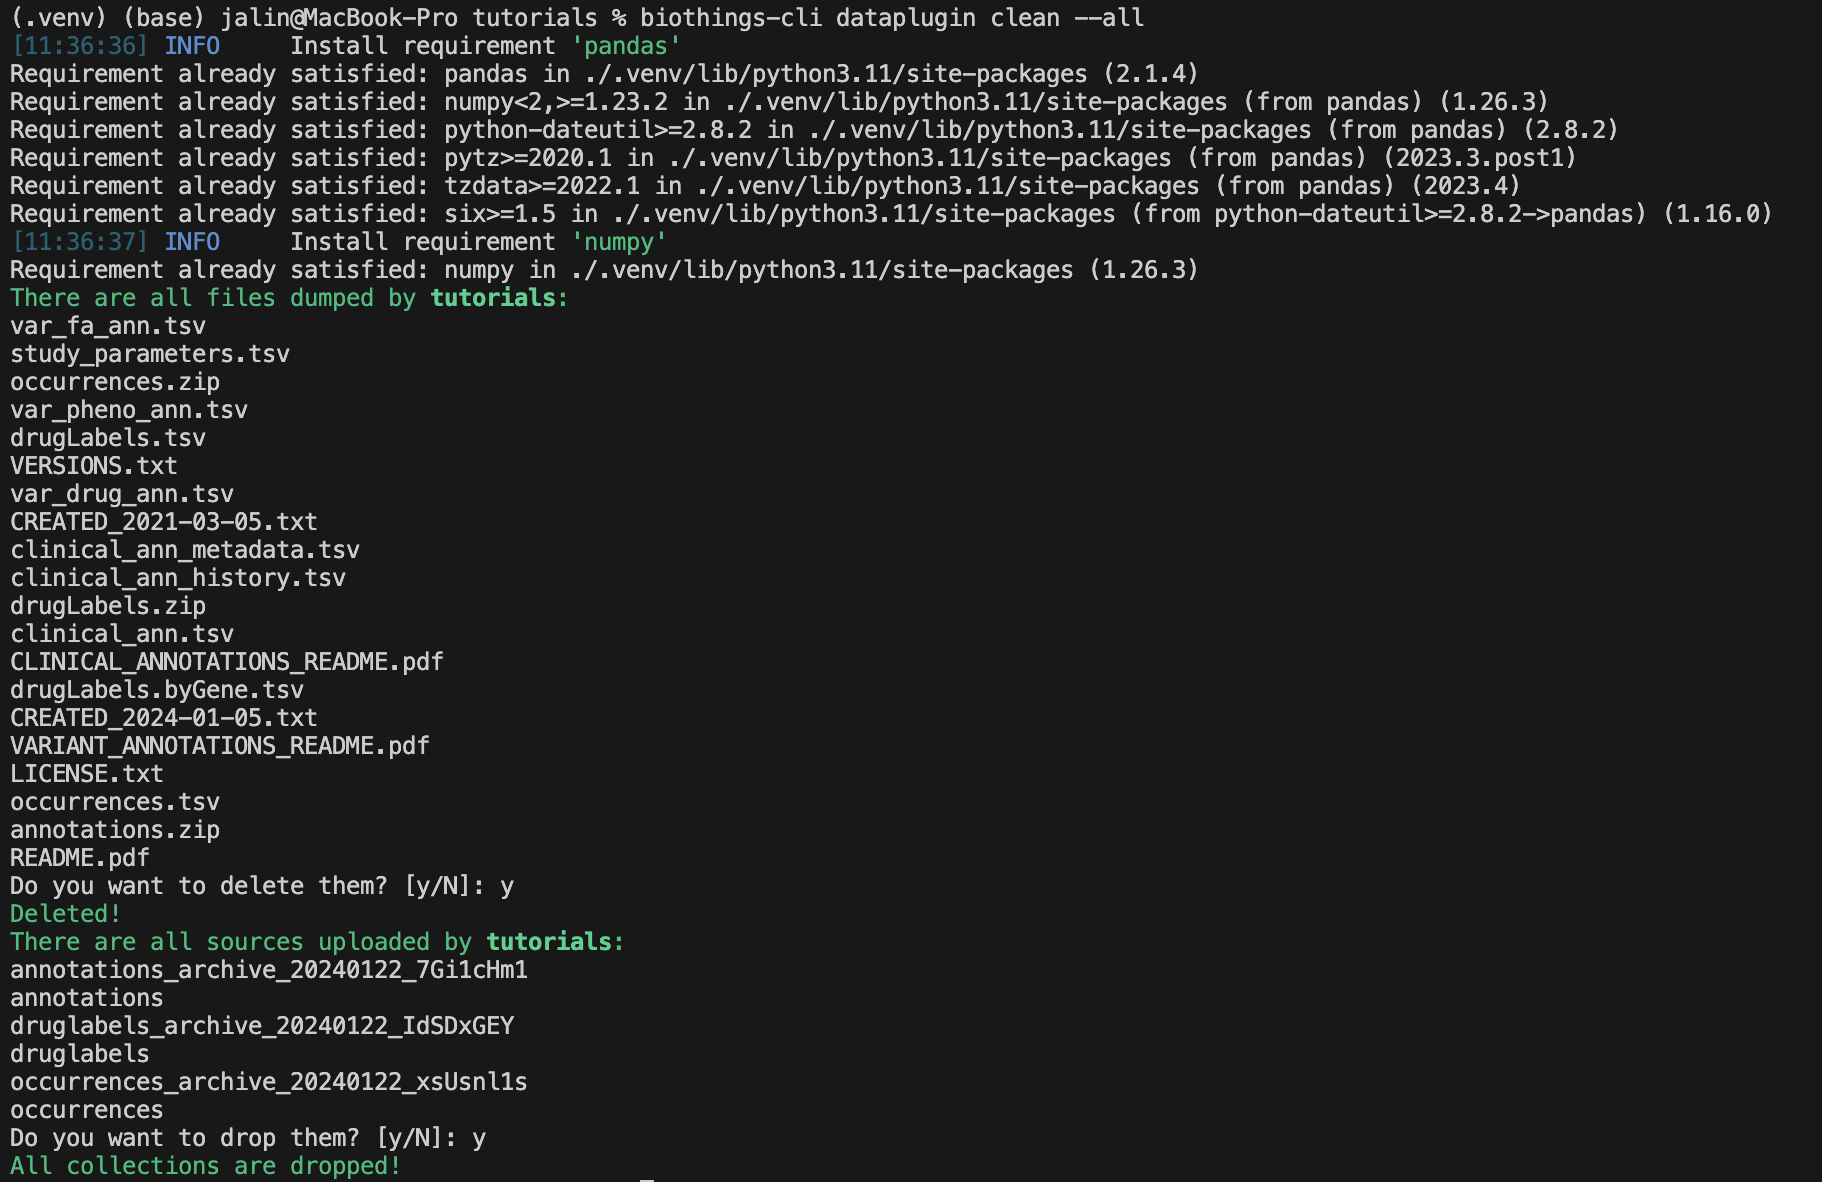 (.venv) (base) jalin@MacBook-Pro tutorials % biothings-cli dataplugin clean --all
[11:36:36] INFO     Install requirement 'pandas'
Requirement already satisfied: pandas in ./.venv/lib/python3.11/site-packages (2.1.4)
Requirement already satisfied: numpy<2,>=1.23.2 in ./.venv/lib/python3.11/site-packages (from pandas) (1.26.3)
Requirement already satisfied: python-dateutil>=2.8.2 in ./.venv/lib/python3.11/site-packages (from pandas) (2.8.2)
Requirement already satisfied: pytz>=2020.1 in ./.venv/lib/python3.11/site-packages (from pandas) (2023.3.post1)
Requirement already satisfied: tzdata>=2022.1 in ./.venv/lib/python3.11/site-packages (from pandas) (2023.4)
Requirement already satisfied: six>=1.5 in ./.venv/lib/python3.11/site-packages (from python-dateutil>=2.8.2->pandas) (1.16.0)
[11:36:37] INFO     Install requirement 'numpy'
Requirement already satisfied: numpy in ./.venv/lib/python3.11/site-packages (1.26.3)
There are all files dumped by tutorials:
var_fa_ann.tsv
study_parameters.tsv
occurrences.zip
var_pheno_ann.tsv
drugLabels.tsv
VERSIONS.txt
var_drug_ann.tsv
CREATED_2021-03-05.txt
clinical_ann_metadata.tsv
clinical_ann_history.tsv
drugLabels.zip
clinical_ann.tsv
CLINICAL_ANNOTATIONS_README.pdf
drugLabels.byGene.tsv
CREATED_2024-01-05.txt
VARIANT_ANNOTATIONS_README.pdf
LICENSE.txt
occurrences.tsv
annotations.zip
README.pdf
Do you want to delete them? [y/N]: y
Deleted!
There are all sources uploaded by tutorials:
annotations_archive_20240122_7Gi1cHm1
annotations
druglabels_archive_20240122_IdSDxGEY
druglabels
occurrences_archive_20240122_xsUsnl1s
occurrences
Do you want to drop them? [y/N]: y
All collections are dropped!